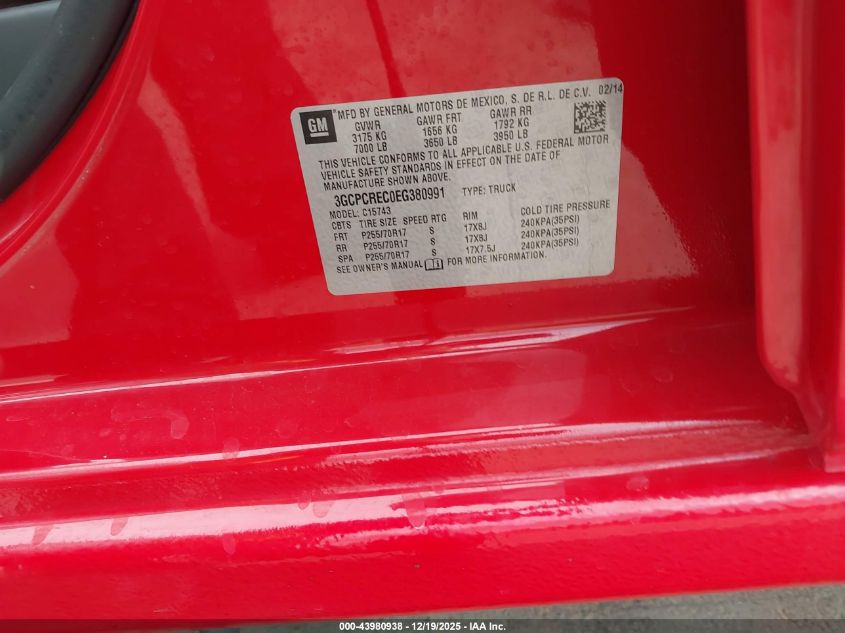 GM
MFD BY GENERAL MOTORS DE MEXICO, S. DE R.L. DE C.V. 02/14
GVWR GAWR FRT GAWR RR
3175 KG 1656 KG 1792 KG
7000 LB 3650 LB 3950 LB
THIS VEHICLE CONFORMS TO ALL APPLICABLE U.S. FEDERAL MOTOR
VEHICLE SAFETY STANDARDS IN EFFECT ON THE DATE OF
MANUFACTURE SHOWN ABOVE.
3GCPCREC0EG380991 TYPE: TRUCK
MODEL: C15743
CBTS TIRE SIZE SPEED RTG RIM COLD TIRE PRESSURE
FRT P255/70R17 S 17X8J 240KPA(35PSI)
RR P255/70R17 S 17X8J 240KPA(35PSI)
SPA P255/70R17 S 17X7.5J 240KPA(35PSI)
SEE OWNER'S MANUAL FOR MORE INFORMATION.
000-43980938 - 12/19/2025 - IAA Inc.